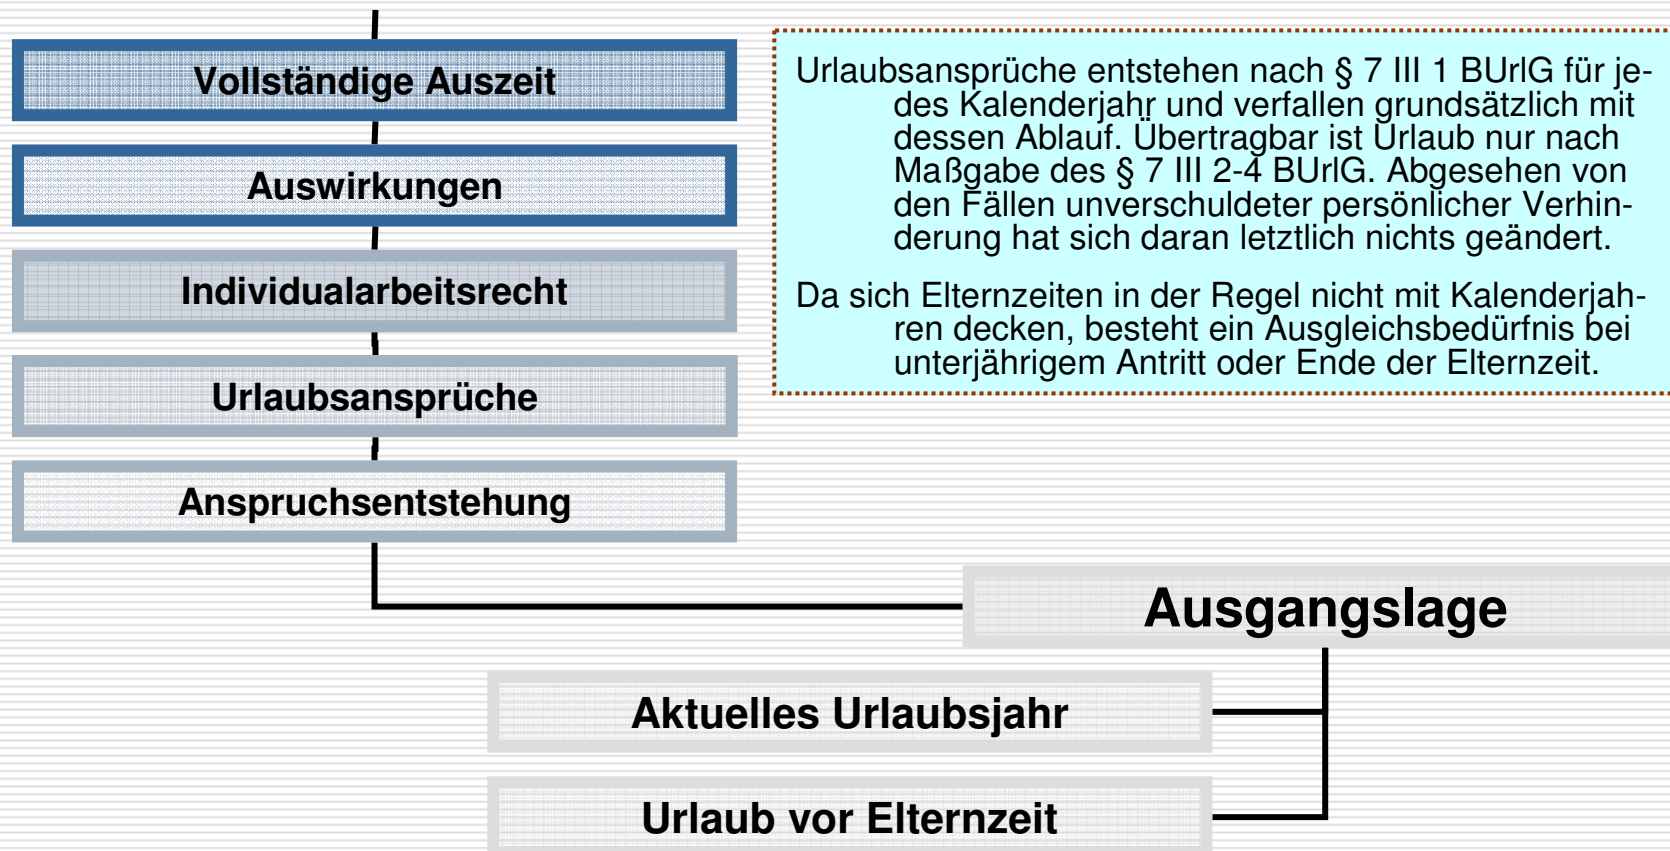 Vollständige Auszeit
Auswirkungen
Individualarbeitsrecht
Urlaubsansprüche
Anspruchsentstehung
Urlaubsansprüche entstehen nach § 7 III 1 BUrlG für je-
des Kalenderjahr und verfallen grundsätzlich mit
dessen Ablauf. Übertragbar ist Urlaub nur nach
Maßgabe des § 7 III 2-4 BUrlG. Abgesehen von
den Fällen unverschuldeter persönlicher Verhin-
derung hat sich daran letztlich nichts geändert.
Da sich Elternzeiten in der Regel nicht mit Kalenderjah-
ren decken, besteht ein Ausgleichsbedürfnis bei
unterjährigem Antritt oder Ende der Elternzeit.
Ausgangslage
Aktuelles Urlaubsjahr
Urlaub vor Elternzeit